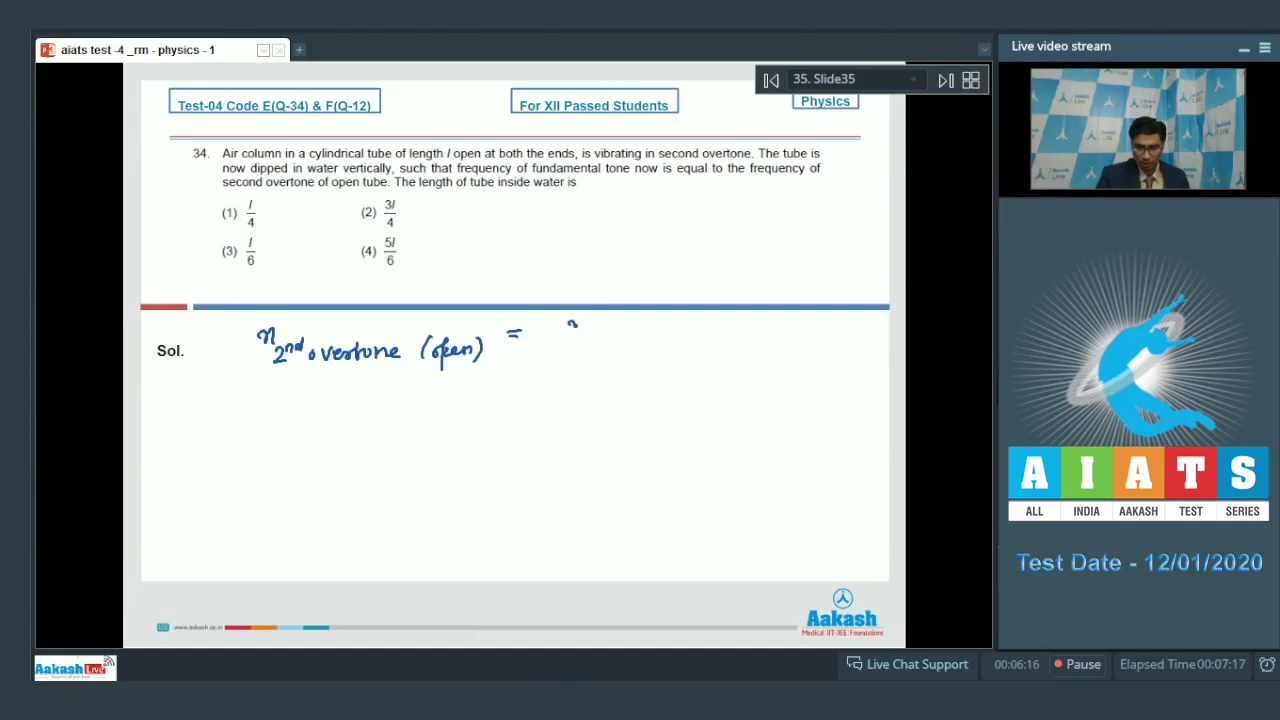 aiats test -4 _rm - physics - 1
Live video stream
35. Slide35
Test-04 Code E(Q-34) & F(Q-12)
For XII Passed Students
Physics
34. Air column in a cylindrical tube of length l open at both the ends, is vibrating in second overtone. The tube is
now dipped in water vertically, such that frequency of fundamental tone now is equal to the frequency of
second overtone of open tube. The length of tube inside water is
(1) l/4 (2) 3l/4
(3) l/6 (4) 5l/6
Sol. n 2nd overtone (open) =
AIATS
ALL INDIA AAKASH TEST SERIES
Test Date - 12/01/2020
Aakash
Medical|IIT-JEE|Foundations
www.aakash.ac.in
Aakash Live
Live Chat Support
00:06:16
Pause
Elapsed Time 00:07:17